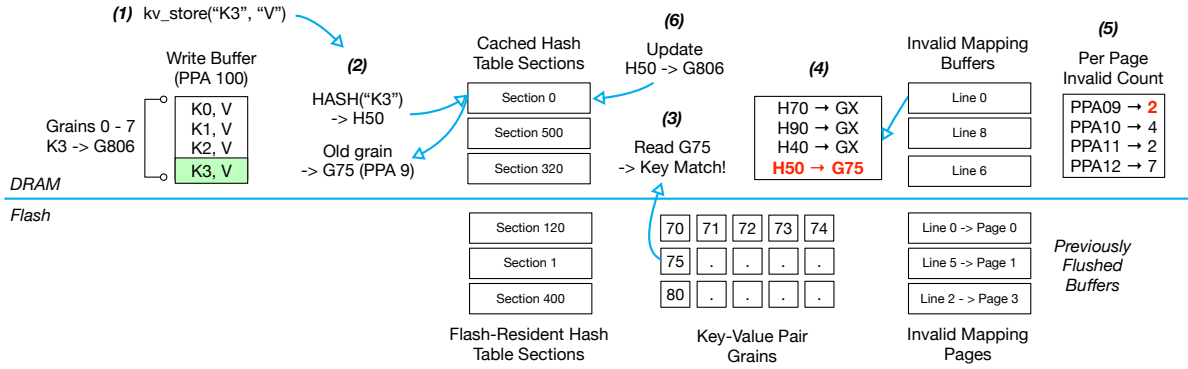 (1) kv_store(“K3”, “V”)
Write Buffer
(PPA 100)
Grains 0 - 7
K3 -> G806
K0, V
K1, V
K2, V
K3, V
DRAM
Flash
(2)
HASH(“K3”)
-> H50
Old grain
-> G75 (PPA 9)
Cached Hash
Table Sections
Section 0
Section 500
Section 320
Section 120
Section 1
Section 400
Flash-Resident Hash
Table Sections
(6)
Update
H50 -> G806
(3)
Read G75
-> Key Match!
70 71 72 73 74
75 . . . .
80 . . . .
Key-Value Pair
Grains
(4)
H70 → GX
H90 → GX
H40 → GX
H50 → G75
Invalid Mapping
Buffers
Line 0
Line 8
Line 6
Line 0 -> Page 0
Line 5 -> Page 1
Line 2 - > Page 3
Invalid Mapping
Pages
(5)
Per Page
Invalid Count
PPA09 → 2
PPA10 → 4
PPA11 → 2
PPA12 → 7
Previously
Flushed
Buffers